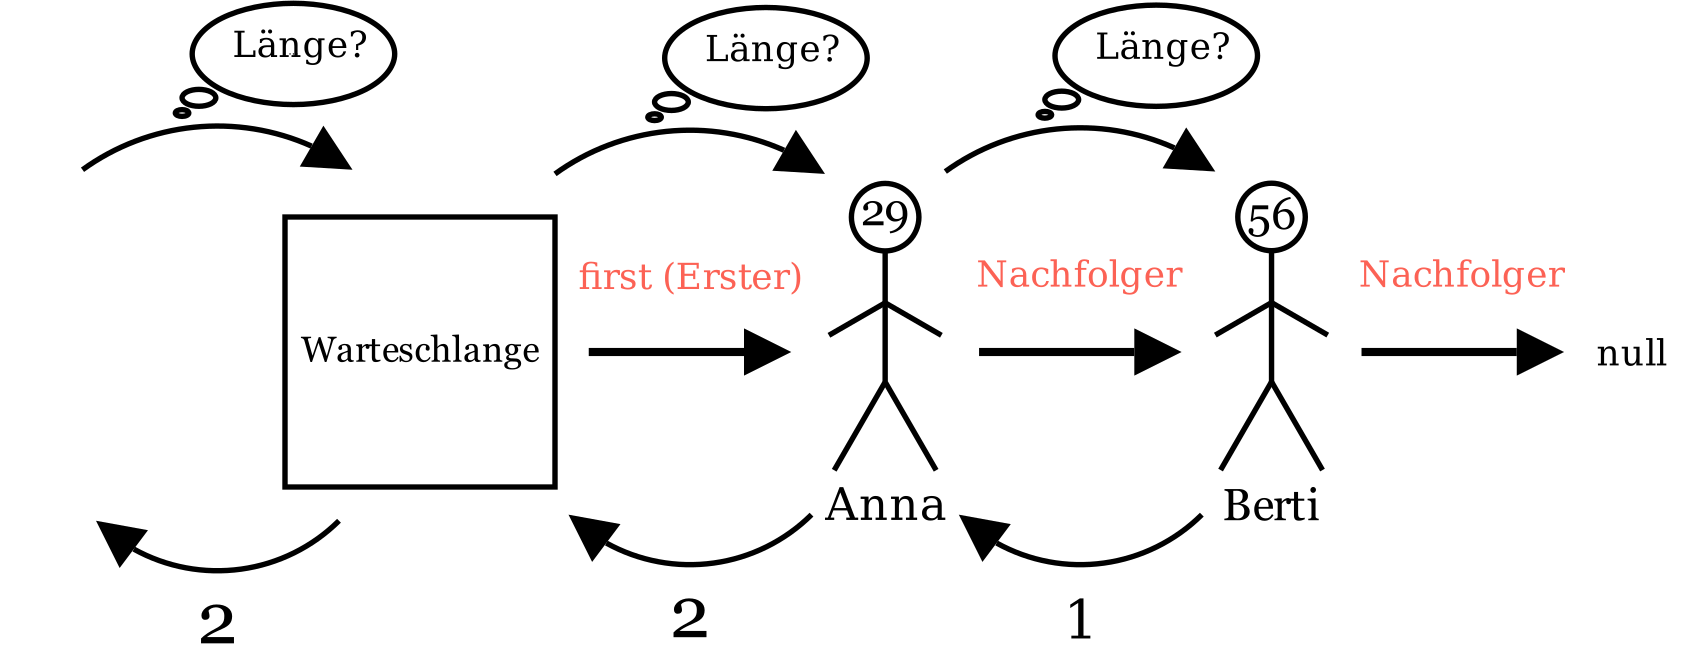 Länge?
Länge?
Länge?
29
56
first (Erster)
Nachfolger
Nachfolger
Warteschlange
null
Anna
Berti
2
2
1